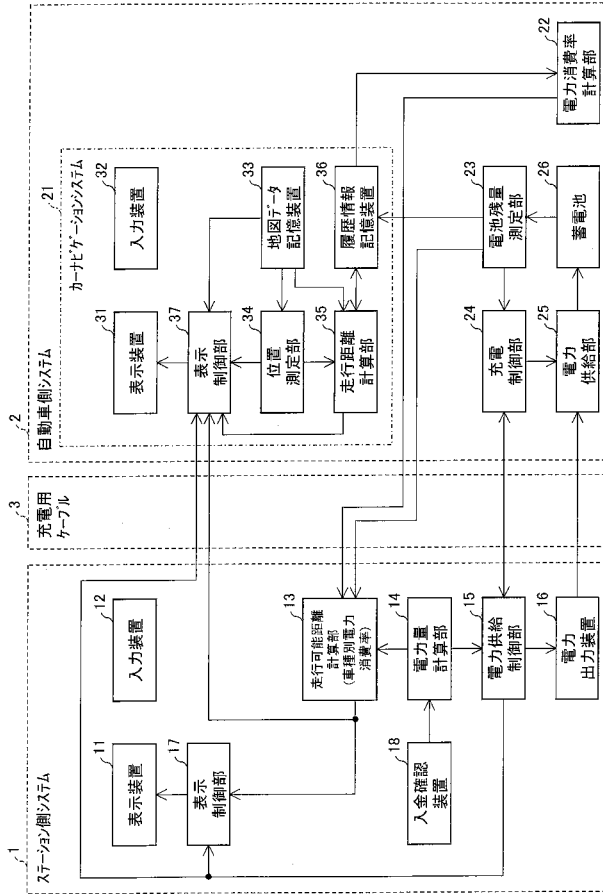 1
ステーション側システム
11
表示装置
12
入力装置
17
表示
制御部
13
走行可能距離
計算部
(車種別電力
消費率)
18
入金確認
装置
14
電力量
計算部
15
電力供給
制御部
16
電力
出力装置
3
充電用
ケーブル
2
自動車側システム
21
カーナビゲーションシステム
31
表示装置
32
入力装置
37
表示
制御部
33
地図データ
記憶装置
34
位置
測定部
35
走行距離
計算部
36
履歴情報
記憶装置
24
充電
制御部
23
電池残量
測定部
25
電力
供給部
26
蓄電池
22
電力消費率
計算部